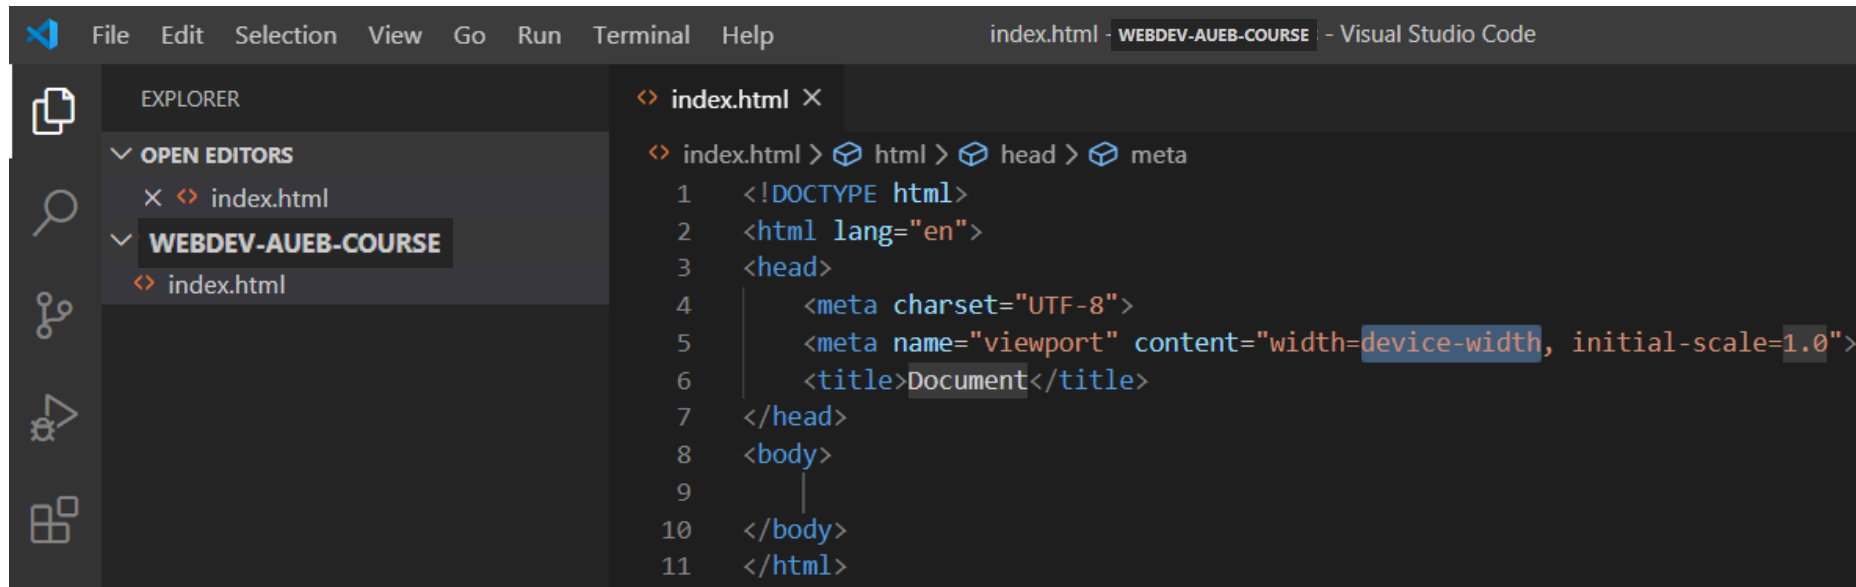 File Edit Selection View Go Run Terminal Help index.html - WEBDEV-AUEB-COURSE - Visual Studio Code
EXPLORER
OPEN EDITORS
index.html
WEBDEV-AUEB-COURSE
index.html
index.html
index.html > html > head > meta
1 <!DOCTYPE html>
2 <html lang="en">
3 <head>
4 <meta charset="UTF-8">
5 <meta name="viewport" content="width=device-width, initial-scale=1.0">
6 <title>Document</title>
7 </head>
8 <body>
9
10 </body>
11 </html>